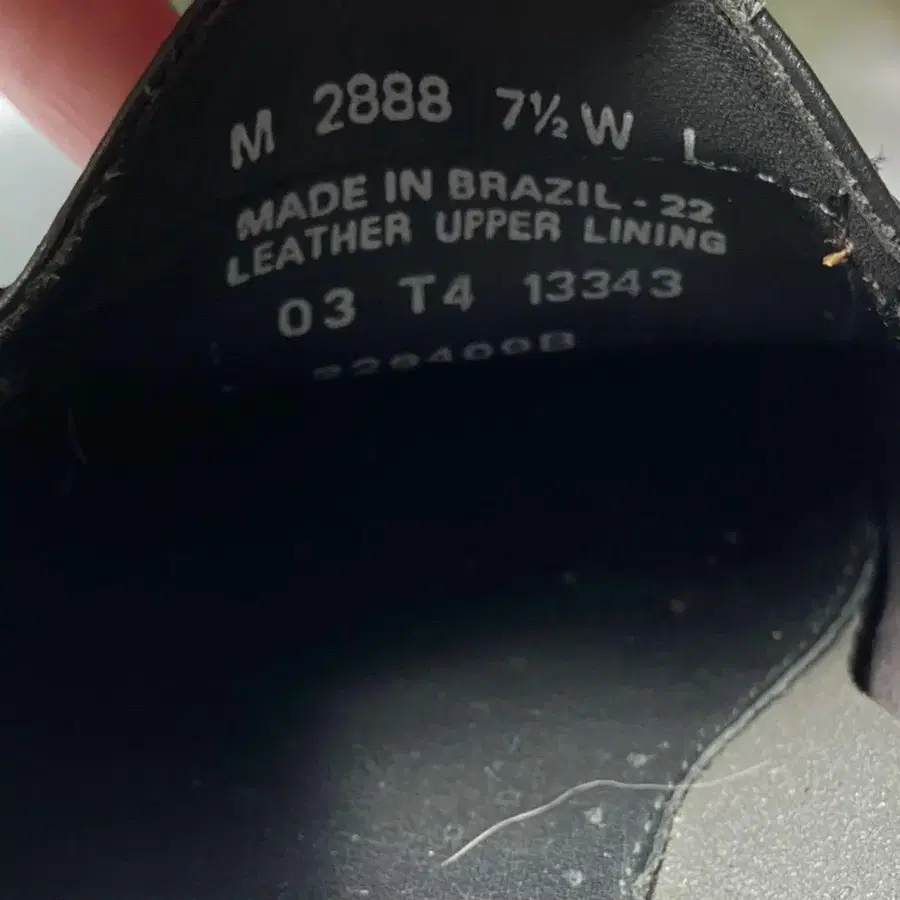 M 2888 7½ W L
MADE IN BRAZIL - 22
LEATHER UPPER LINING
03 T4 13343